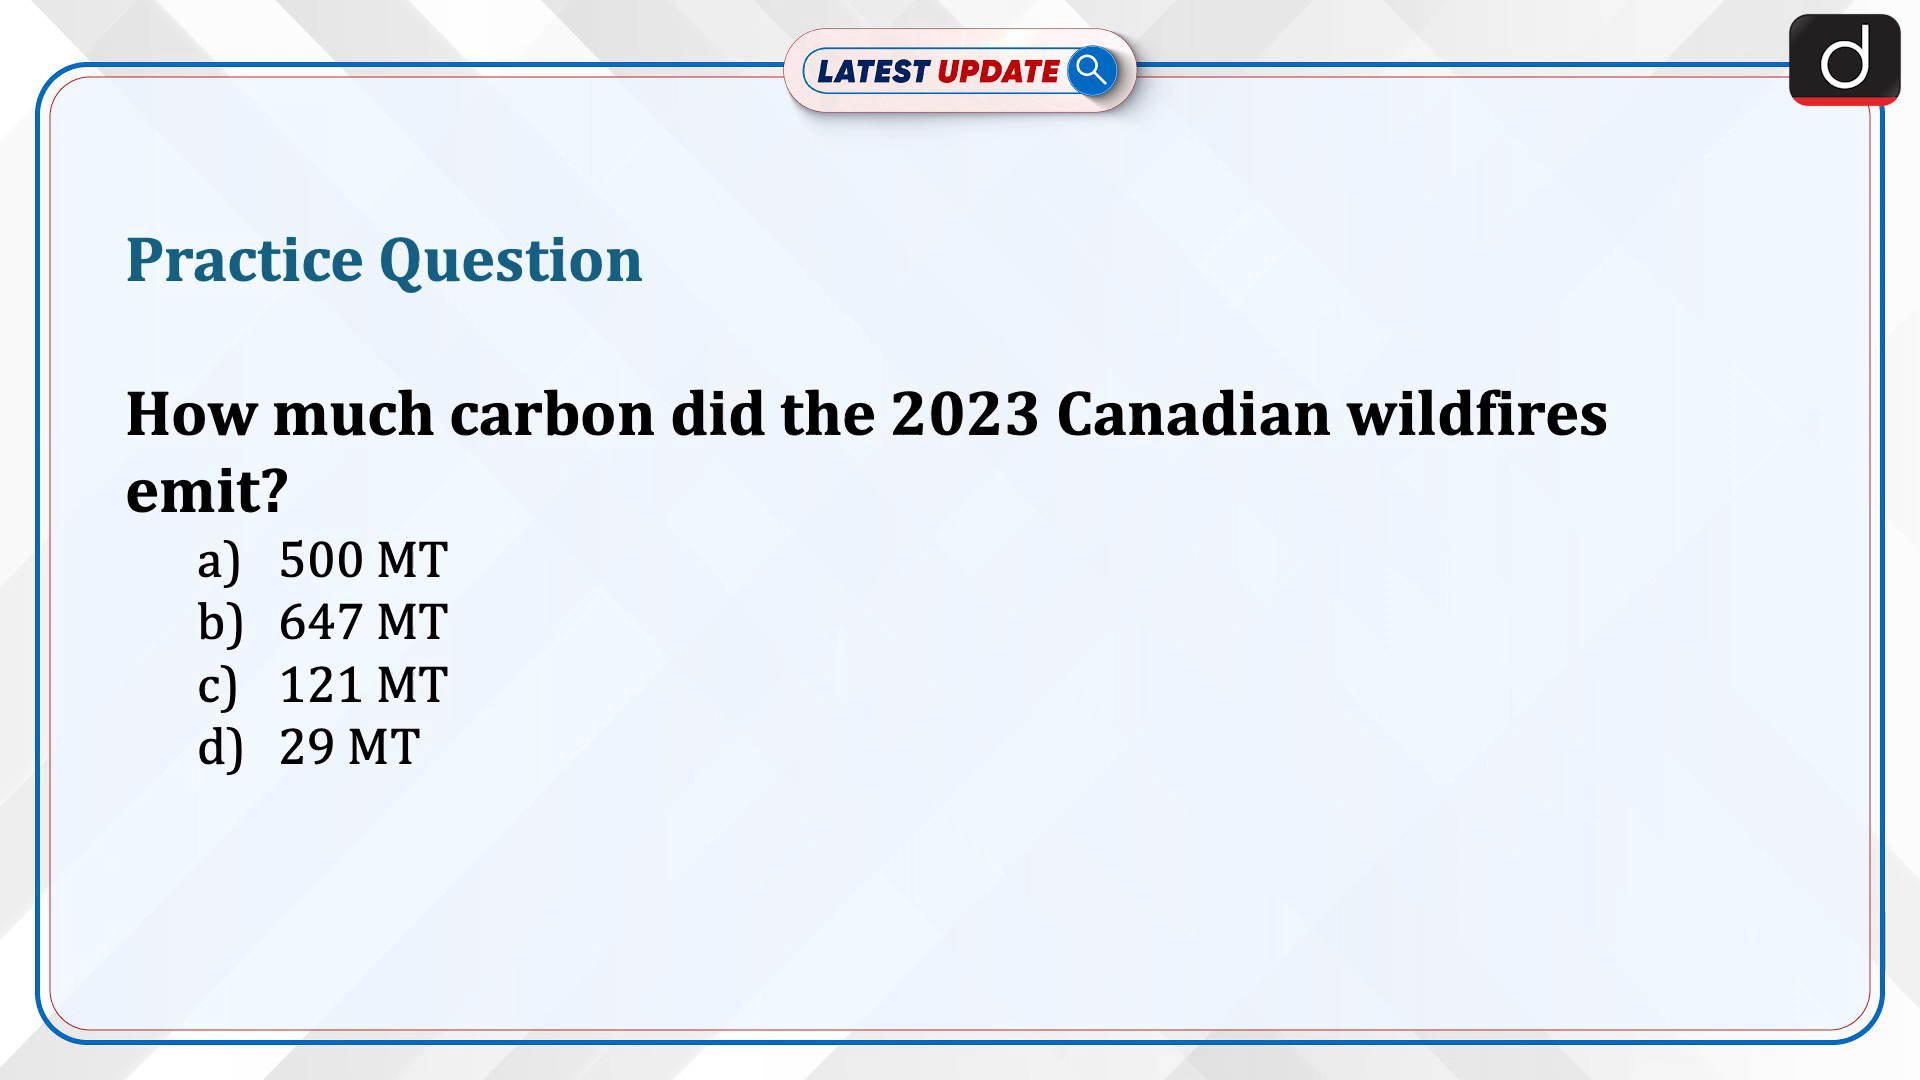 LATEST UPDATE
d
Practice Question
How much carbon did the 2023 Canadian wildfires
emit?
a) 500 MT
b) 647 MT
c) 121 MT
d) 29 MT